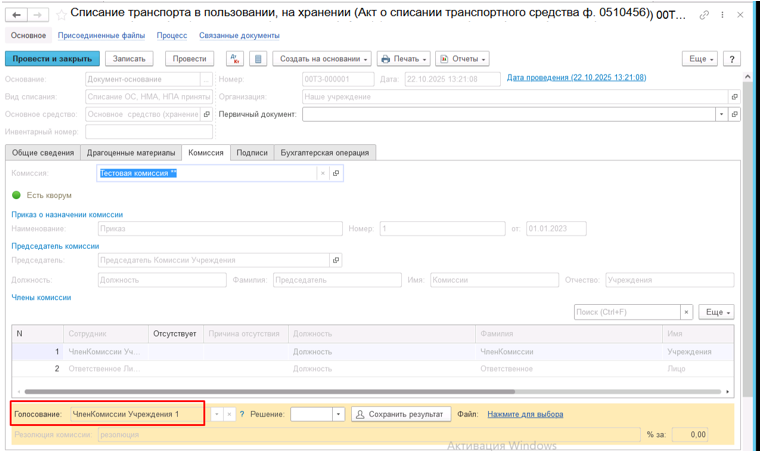 Списание транспорта в пользовании, на хранении (Акт о списании транспортного средства ф. 0510456)) 00Т...
Основное Присоединенные файлы Процесс Связанные документы
Провести и закрыть Записать Провести Дт Кт Создать на основании Печать Отчеты Еще ?
Основание: Документ-основание ... Номер: 00ТЗ-000001 Дата: 22.10.2025 13:21:08 Дата проведения (22.10.2025 13:21:08)
Вид списания: Списание ОС, НМА, НПА приняты Организация: Наше учреждение
Основное средство: Основное средство (хранение Первичный документ:
Инвентарный номер:
Общие сведения Драгоценные материалы Комиссия Подписи Бухгалтерская операция
Комиссия: Тестовая комиссия ** ×
Есть кворум
Приказ о назначении комиссии
Наименование: Приказ Номер: 1 от: 01.01.2023
Председатель комиссии
Председатель: Председатель Комиссии Учреждения
Должность: Должность Фамилия: Председатель Имя: Комиссии Отчество: Учреждения
Члены комиссии
Поиск (Ctrl+F) × Еще
N Сотрудник Отсутствует Причина отсутствия Должность Фамилия Имя
1 ЧленКомиссии Уч... Должность ЧленКомиссии Учреждения
2 Ответственное Ли... Должность Ответственное Лицо
Голосование: ЧленКомиссии Учреждения 1 × ? Решение: Сохранить результат Файл: Нажмите для выбора
Резолюция комиссии: резолюция % за: 0,00
Активация Windows